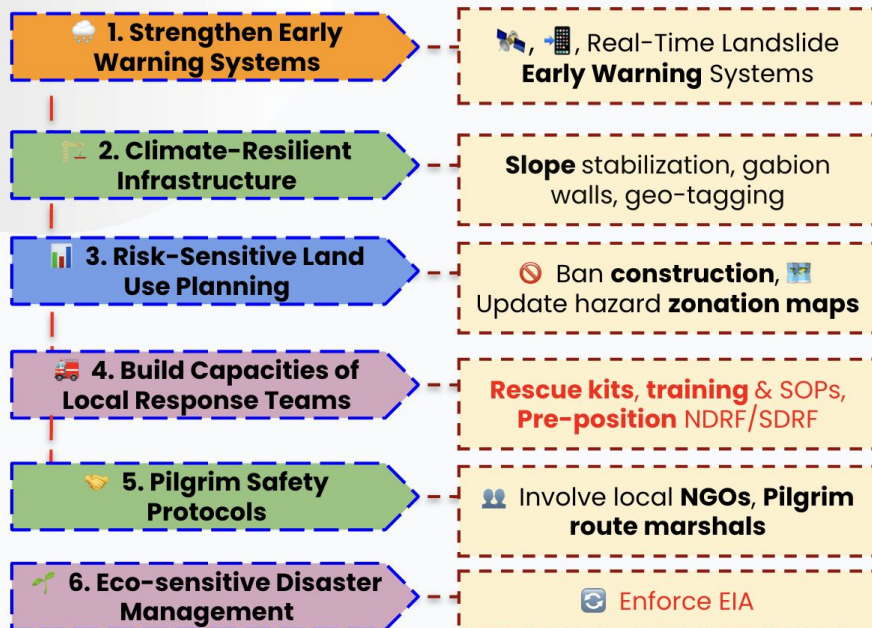 1. Strengthen Early
Warning Systems
, , Real-Time Landslide
Early Warning Systems
2. Climate-Resilient
Infrastructure
Slope stabilization, gabion
walls, geo-tagging
3. Risk-Sensitive Land
Use Planning
Ban construction,
Update hazard zonation maps
4. Build Capacities of
Local Response Teams
Rescue kits, training & SOPs,
Pre-position NDRF/SDRF
5. Pilgrim Safety
Protocols
Involve local NGOs, Pilgrim
route marshals
6. Eco-sensitive Disaster
Management
Enforce EIA